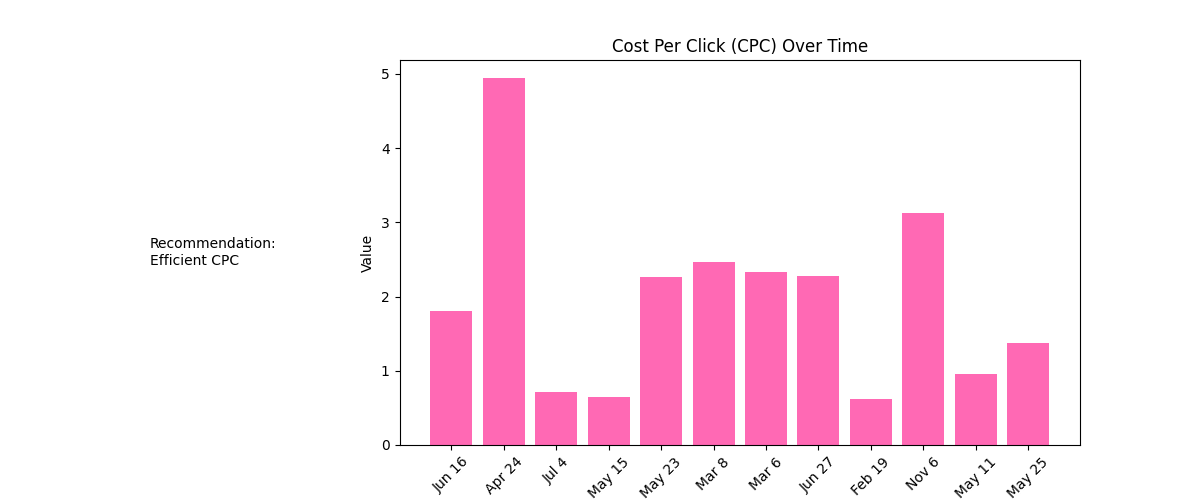 Cost Per Click (CPC) Over Time
Recommendation:
Efficient CPC
Value
5
4
3
2
1
0
Jun 16
Apr 24
Jul 4
May 15
May 23
Mar 8
Mar 6
Jun 27
Feb 19
Nov 6
May 11
May 25